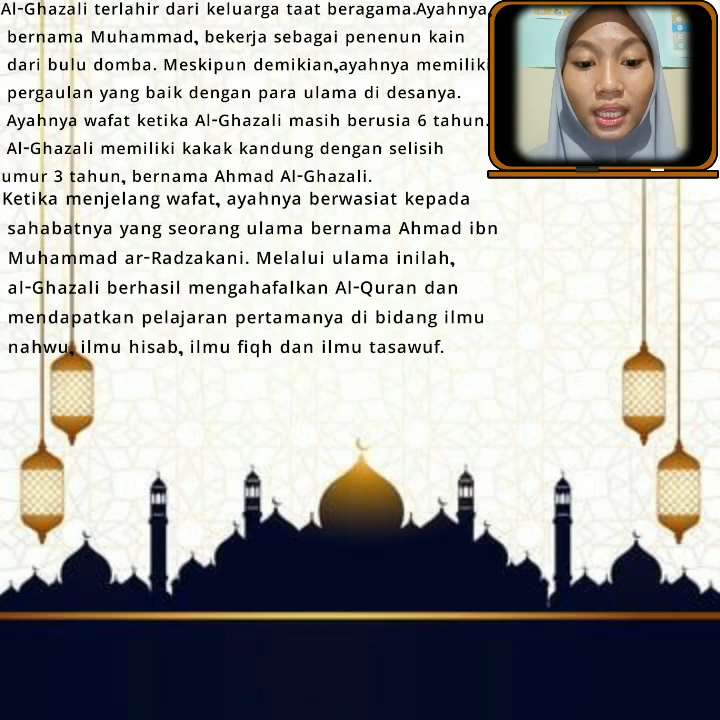 Al-Ghazali terlahir dari keluarga taat beragama.Ayahnya
bernama Muhammad, bekerja sebagai penenun kain
dari bulu domba. Meskipun demikian,ayahnya memiliki
pergaulan yang baik dengan para ulama di desanya.
Ayahnya wafat ketika Al-Ghazali masih berusia 6 tahun.
Al-Ghazali memiliki kakak kandung dengan selisih
umur 3 tahun, bernama Ahmad Al-Ghazali.
Ketika menjelang wafat, ayahnya berwasiat kepada
sahabatnya yang seorang ulama bernama Ahmad ibn
Muhammad ar-Radzakani. Melalui ulama inilah,
al-Ghazali berhasil mengahafalkan Al-Quran dan
mendapatkan pelajaran pertamanya di bidang ilmu
nahwu, ilmu hisab, ilmu fiqh dan ilmu tasawuf.